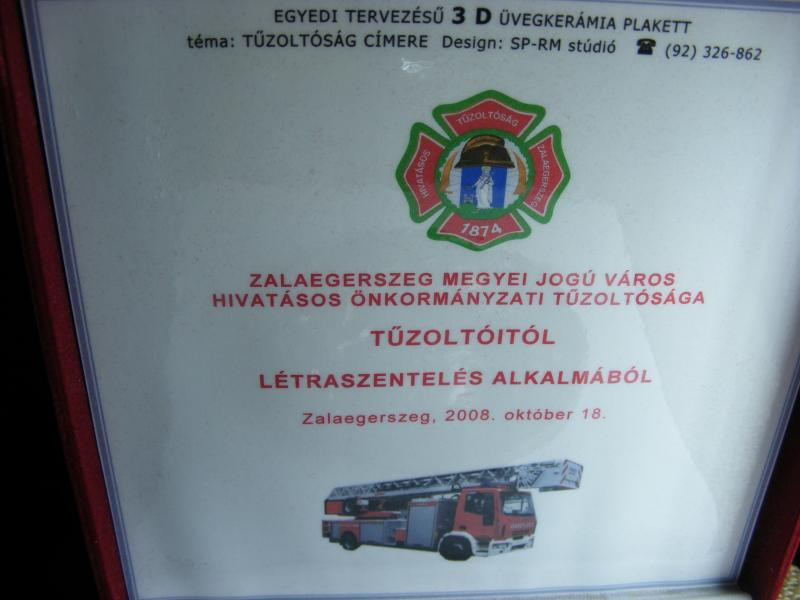 EGYEDI TERVEZÉSŰ 3 D ÜVEGKERÁMIA PLAKETT
téma: TŰZOLTÓSÁG CÍMERE Design: SP-RM stúdió ☎ (92) 326-862
TŰZOLTÓSÁG
HIVATÁSOS
ZALAEGERSZEG
1874
ZALAEGERSZEG MEGYEI JOGÚ VÁROS
HIVATÁSOS ÖNKORMÁNYZATI TŰZOLTÓSÁGA
TŰZOLTÓITÓL
LÉTRASZENTELÉS ALKALMÁBÓL
Zalaegerszeg, 2008. október 18.